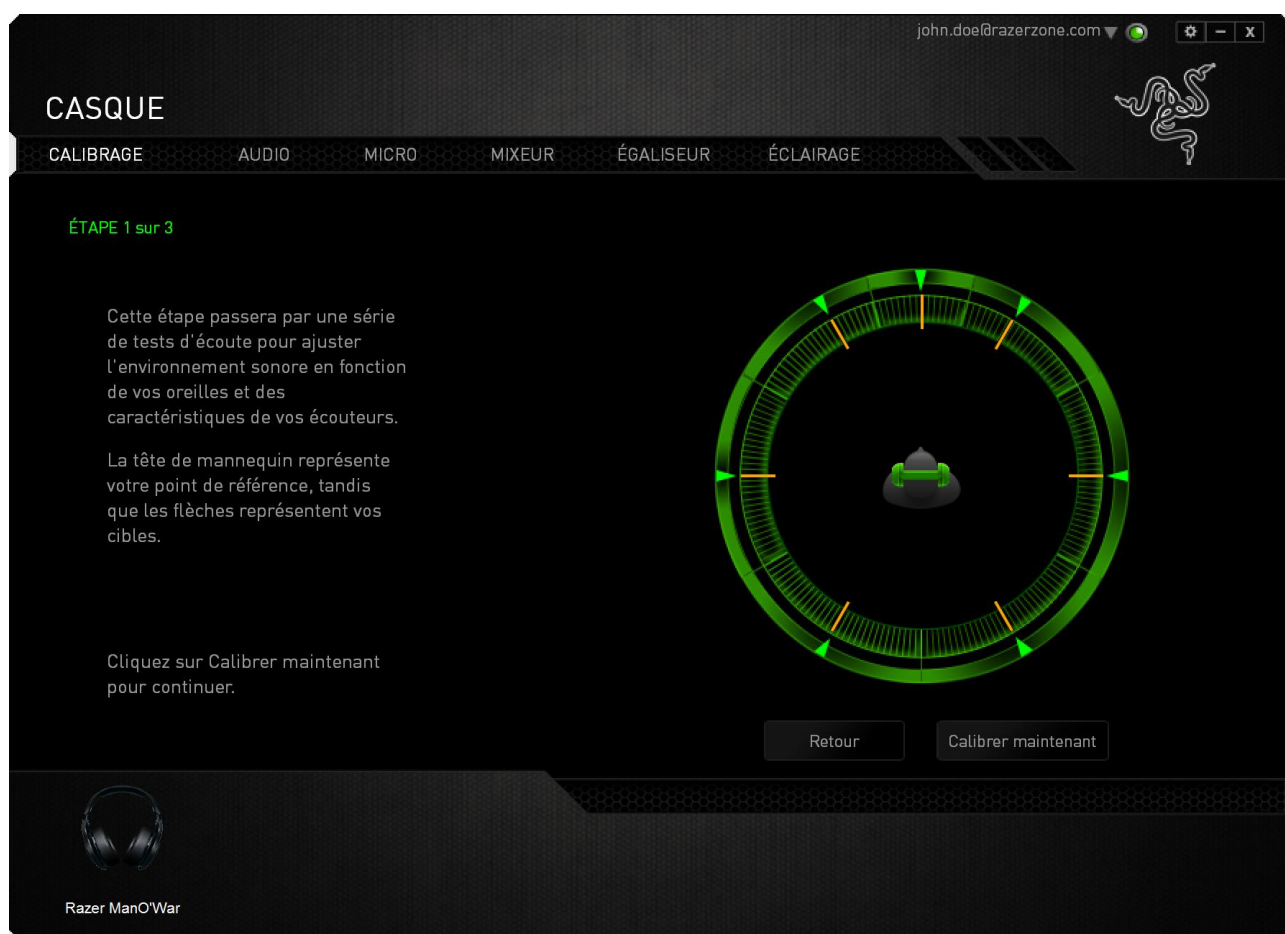 john.doe@razerzone.com
X
CASQUE
CALIBRAGE AUDIO MICRO MIXEUR ÉGALISEUR ÉCLAIRAGE
ÉTAPE 1 sur 3
Cette étape passera par une série
de tests d'écoute pour ajuster
l'environnement sonore en fonction
de vos oreilles et des
caractéristiques de vos écouteurs.
La tête de mannequin représente
votre point de référence, tandis
que les flèches représentent vos
cibles.
Cliquez sur Calibrer maintenant
pour continuer.
Retour Calibrer maintenant
Razer ManO'War